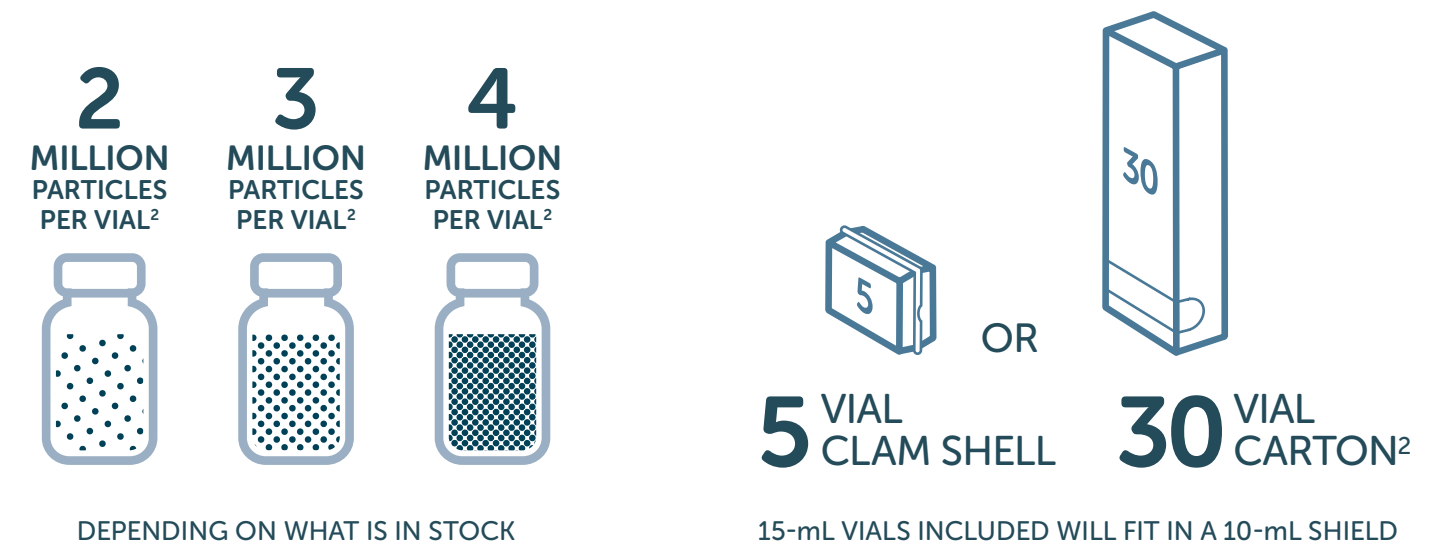 2
MILLION
PARTICLES
PER VIAL²
3
MILLION
PARTICLES
PER VIAL²
4
MILLION
PARTICLES
PER VIAL²
DEPENDING ON WHAT IS IN STOCK
5
OR
30
5 VIAL
CLAM SHELL
30 VIAL
CARTON²
15-mL VIALS INCLUDED WILL FIT IN A 10-mL SHIELD